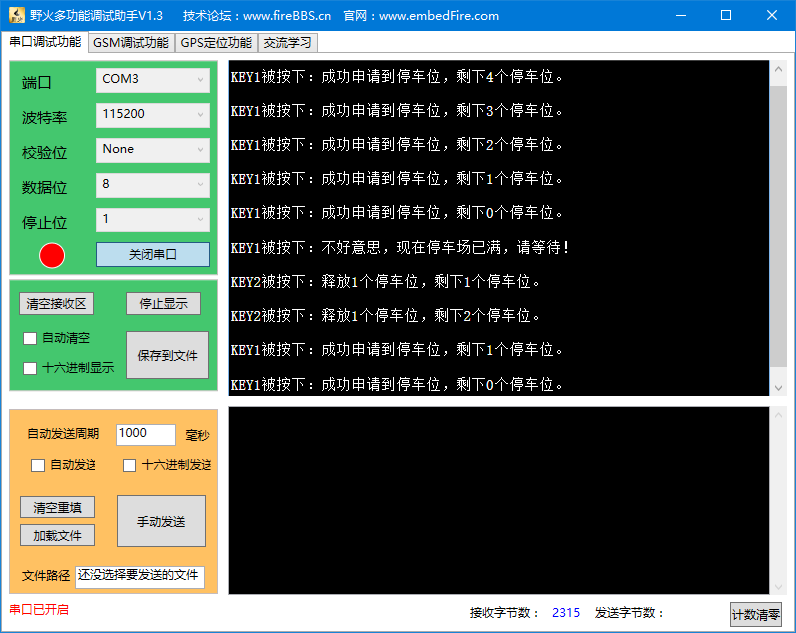 野火多功能调试助手V1.3 技术论坛：www.fireBBS.cn 官网：www.embedFire.com
串口调试功能 GSM调试功能 GPS定位功能 交流学习
端口 COM3
波特率 115200
校验位 None
数据位 8
停止位 1
关闭串口
清空接收区 停止显示
自动清空
十六进制显示
保存到文件
KEY1被按下：成功申请到停车位，剩下4个停车位。
KEY1被按下：成功申请到停车位，剩下3个停车位。
KEY1被按下：成功申请到停车位，剩下2个停车位。
KEY1被按下：成功申请到停车位，剩下1个停车位。
KEY1被按下：成功申请到停车位，剩下0个停车位。
KEY1被按下：不好意思，现在停车场已满，请等待！
KEY2被按下：释放1个停车位，剩下1个停车位。
KEY2被按下：释放1个停车位，剩下2个停车位。
KEY1被按下：成功申请到停车位，剩下1个停车位。
KEY1被按下：成功申请到停车位，剩下0个停车位。
自动发送周期 1000 毫秒
自动发送 十六进制发送
清空重填
加载文件
手动发送
文件路径 还没选择要发送的文件
串口已开启 接收字节数： 2315 发送字节数： 计数清零